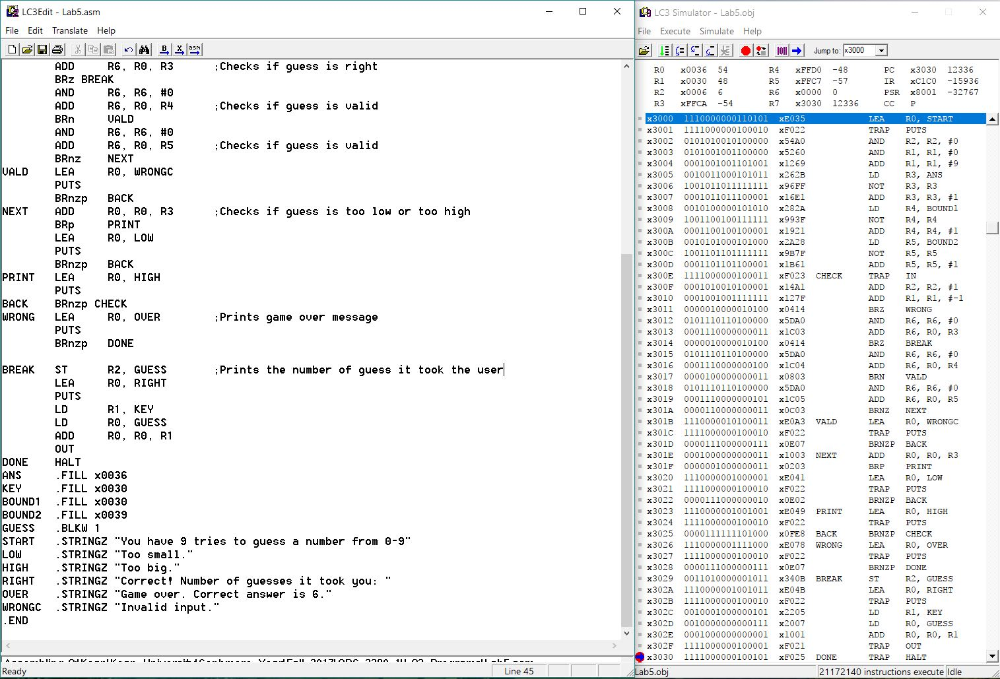 LC3Edit - Lab5.asm
File Edit Translate Help
B X asm
ADD R6, R0, R3 ;Checks if guess is right
BRz BREAK
AND R6, R6, #0
ADD R6, R0, R4 ;Checks if guess is valid
BRn VALD
AND R6, R6, #0
ADD R6, R0, R5 ;Checks if guess is valid
BRnz NEXT
VALD LEA R0, WRONGC
PUTS
BRnzp BACK
NEXT ADD R0, R0, R3 ;Checks if guess is too low or too high
BRp PRINT
LEA R0, LOW
PUTS
BRnzp BACK
PRINT LEA R0, HIGH
PUTS
BACK BRnzp CHECK
WRONG LEA R0, OVER ;Prints game over message
PUTS
BRnzp DONE
BREAK ST R2, GUESS ;Prints the number of guess it took the user
LEA R0, RIGHT
PUTS
LD R1, KEY
LD R0, GUESS
ADD R0, R0, R1
OUT
DONE HALT
ANS .FILL x0036
KEY .FILL x0030
BOUND1 .FILL x0030
BOUND2 .FILL x0039
GUESS .BLKW 1
START .STRINGZ "You have 9 tries to guess a number from 0-9"
LOW .STRINGZ "Too small."
HIGH .STRINGZ "Too big."
RIGHT .STRINGZ "Correct! Number of guesses it took you: "
OVER .STRINGZ "Game over. Correct answer is 6."
WRONGC .STRINGZ "Invalid input."
.END
Ready Line 45
LC3 Simulator - Lab5.obj
File Execute Simulate Help
Jump to: x3000
R0 x0036 54 R4 xFFD0 -48 PC x3030 12336
R1 x0030 48 R5 xFFC7 -57 IR xC1C0 -15936
R2 x0006 6 R6 x0000 0 PSR x8001 -32767
R3 xFFCA -54 R7 x3030 12336 CC P
x3000 1110000000110101 xE035 LEA R0, START
x3001 1111000000100010 xF022 TRAP PUTS
x3002 0101010010100000 x54A0 AND R2, R2, #0
x3003 0101001001100000 x5260 AND R1, R1, #0
x3004 0001001001101001 x1269 ADD R1, R1, #9
x3005 0010011000101011 x262B LD R3, ANS
x3006 1001011011111111 x96FF NOT R3, R3
x3007 0001011011100001 x16E1 ADD R3, R3, #1
x3008 0010100000101010 x282A LD R4, BOUND1
x3009 1001100100111111 x993F NOT R4, R4
x300A 0001100100100001 x1921 ADD R4, R4, #1
x300B 0010101000101000 x2A28 LD R5, BOUND2
x300C 1001101101111111 x9B7F NOT R5, R5
x300D 0001101101100001 x1B61 ADD R5, R5, #1
x300E 1111000000100011 xF023 CHECK TRAP IN
x300F 0001010010100001 x14A1 ADD R2, R2, #1
x3010 0001001001111111 x127F ADD R1, R1, #-1
x3011 0000010000010100 x0414 BRZ WRONG
x3012 0101110110100000 x5DA0 AND R6, R6, #0
x3013 0001110000000011 x1C03 ADD R6, R0, R3
x3014 0000010000010100 x0414 BRZ BREAK
x3015 0101110110100000 x5DA0 AND R6, R6, #0
x3016 0001110000000100 x1C04 ADD R6, R0, R4
x3017 0000100000000011 x0803 BRN VALD
x3018 0101110110100000 x5DA0 AND R6, R6, #0
x3019 0001110000000101 x1C05 ADD R6, R0, R5
x301A 0000110000000011 x0C03 BRNZ NEXT
x301B 1110000010100011 xE0A3 VALD LEA R0, WRONGC
x301C 1111000000100010 xF022 TRAP PUTS
x301D 0000111000000111 x0E07 BRNZP BACK
x301E 0001000000000011 x1003 NEXT ADD R0, R0, R3
x301F 0000001000000011 x0203 BRP PRINT
x3020 1110000001000001 xE041 LEA R0, LOW
x3021 1111000000100010 xF022 TRAP PUTS
x3022 0000111000000010 x0E02 BRNZP BACK
x3023 1110000001001001 xE049 PRINT LEA R0, HIGH
x3024 1111000000100010 xF022 TRAP PUTS
x3025 0000111111101000 x0FE8 BACK BRNZP CHECK
x3026 1110000001111000 xE078 WRONG LEA R0, OVER
x3027 1111000000100010 xF022 TRAP PUTS
x3028 0000111000000111 x0E07 BRNZP DONE
x3029 0011010000001011 x340B BREAK ST R2, GUESS
x302A 1110000001001011 xE04B LEA R0, RIGHT
x302B 1111000000100010 xF022 TRAP PUTS
x302C 0010001000000101 x2205 LD R1, KEY
x302D 0010000000000111 x2007 LD R0, GUESS
x302E 0001000000000001 x1001 ADD R0, R0, R1
x302F 1111000000100001 xF021 TRAP OUT
x3030 1111000000100101 xF025 DONE TRAP HALT
Lab5.obj 21172140 instructions execute Idle